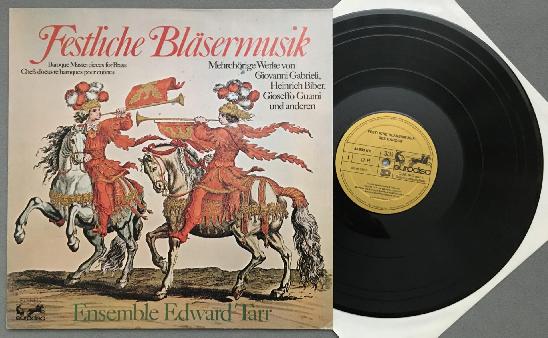 Festliche Bläsermusik
Baroque Masterpieces for Brass
Chefs d'œuvre baroques pour cuivres
Mehrchörige Werke von
Giovanni Gabrieli,
Heinrich Biber,
Gioseffo Guami
und anderen
Ensemble Edward Tarr
eurodisc